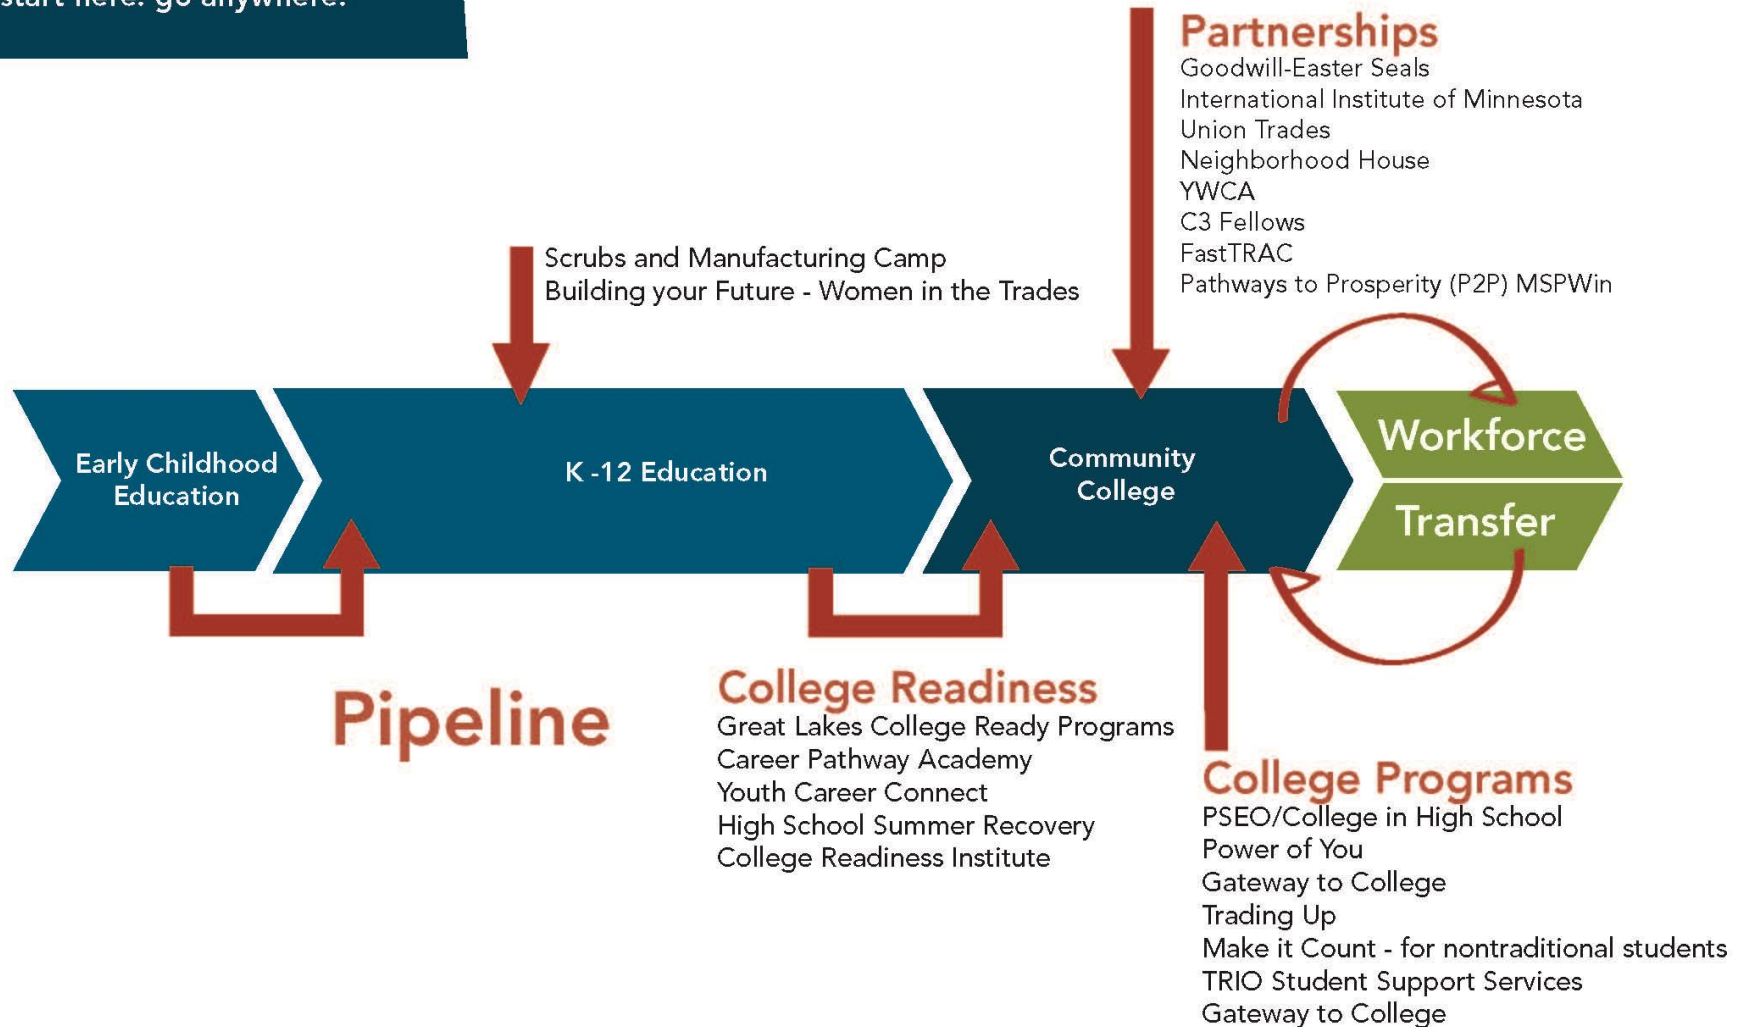 start here. go anywhere.
Partnerships
Goodwill-Easter Seals
International Institute of Minnesota
Union Trades
Neighborhood House
YWCA
C3 Fellows
FastTRAC
Pathways to Prosperity (P2P) MSPWin
Scrubs and Manufacturing Camp
Building your Future - Women in the Trades
Early Childhood
Education
K -12 Education
Community
College
Workforce
Transfer
Pipeline
College Readiness
Great Lakes College Ready Programs
Career Pathway Academy
Youth Career Connect
High School Summer Recovery
College Readiness Institute
College Programs
PSEO/College in High School
Power of You
Gateway to College
Trading Up
Make it Count - for nontraditional students
TRIO Student Support Services
Gateway to College